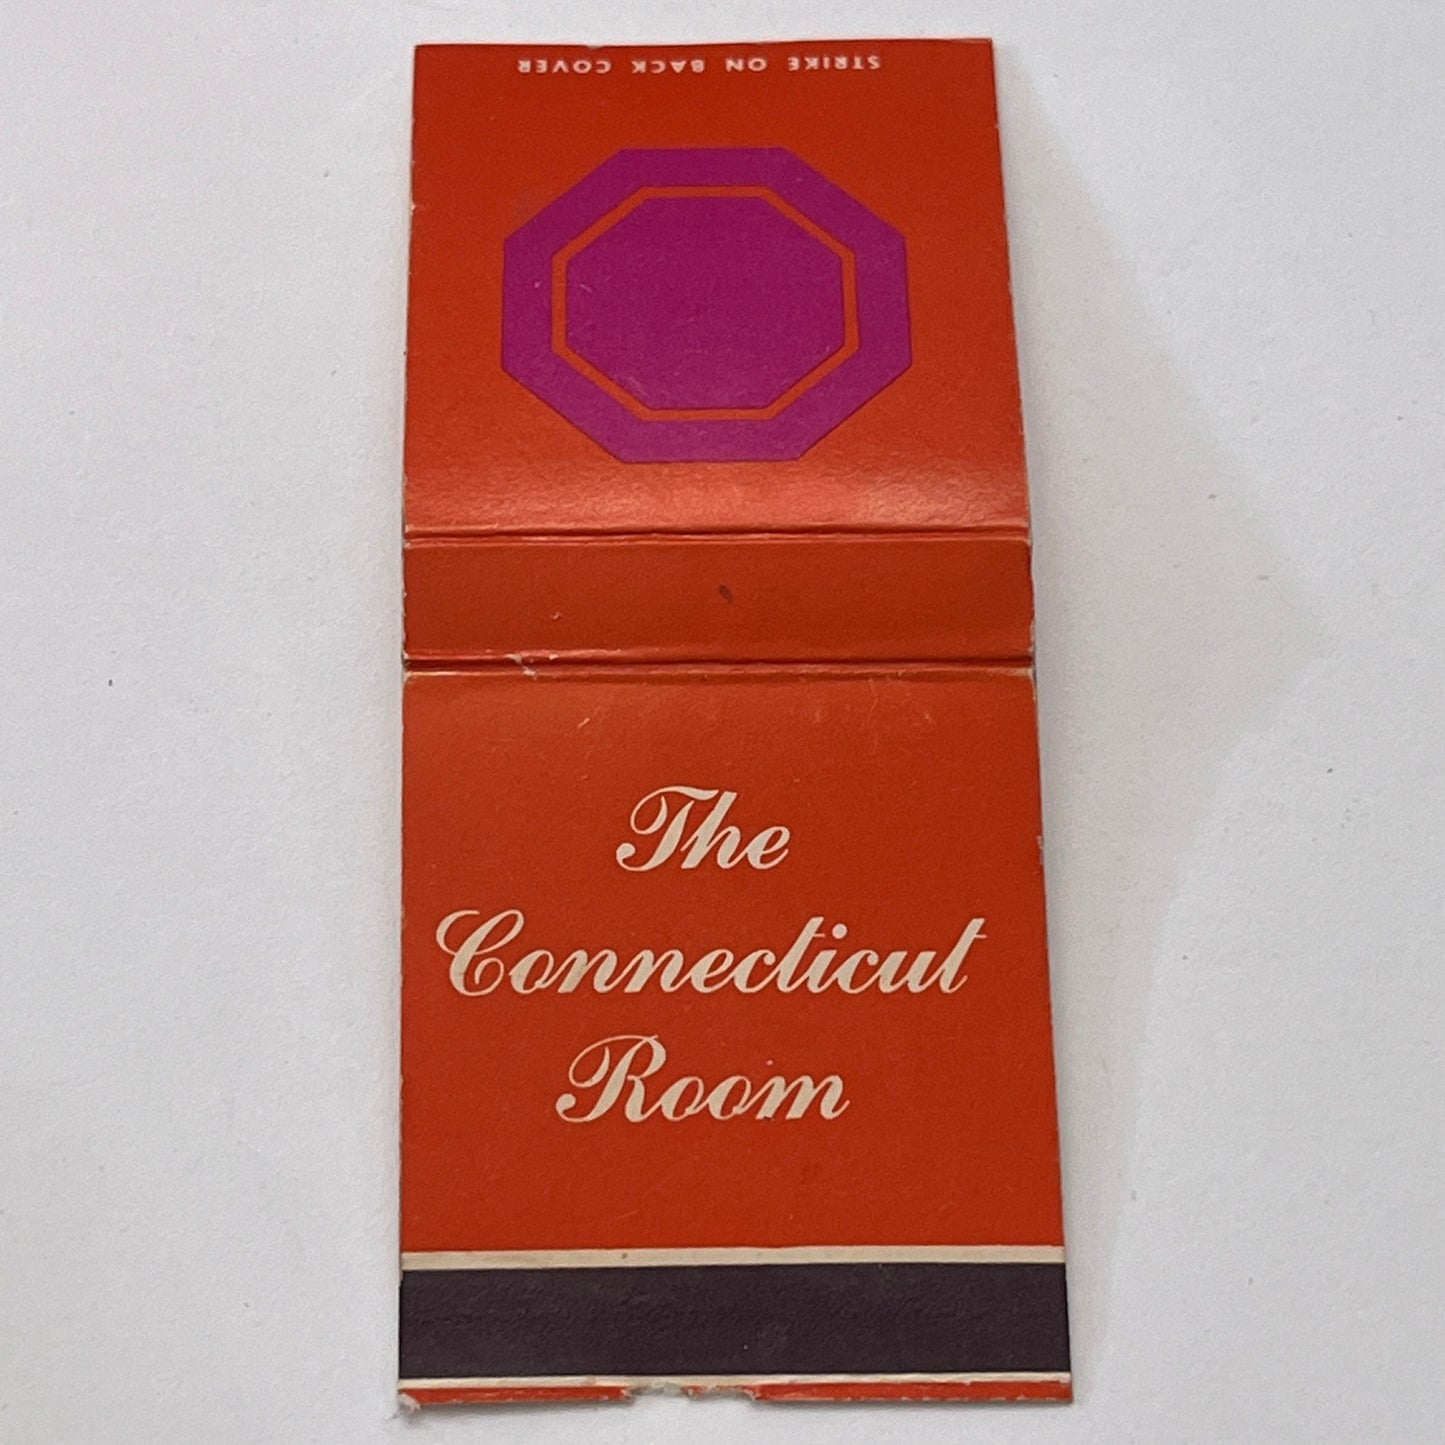 STRIKE ON BACK COVER
The
Connecticut
Room